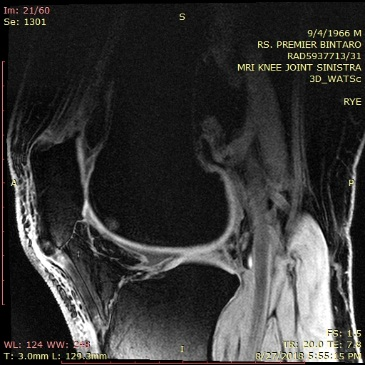 Im: 21/60
Se: 1301
S
9/4/1966 M
RS. PREMIER BINTARO
RAD5937713/31
MRI KNEE JOINT SINISTRA
3D_WATSc
RYE
A
P
WL: 124 WW: 248
T: 3.0mm L: 129.3mm
I
FS: 1.5
TR: 20.0 TE: 7.8
8/27/2018 5:55:15 PM